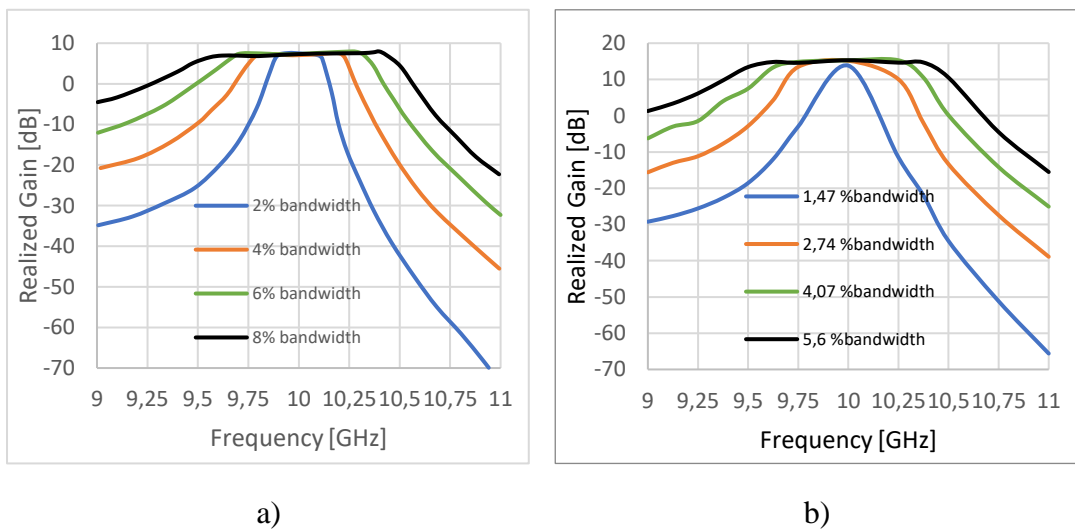 Realized Gain [dB]
10
0
-10
-20
-30
-40
-50
-60
-70
2% bandwidth
4% bandwidth
6% bandwidth
8% bandwidth
9 9,25 9,5 9,75 10 10,25 10,5 10,75 11
Frequency [GHz]
a)
Realized Gain [dB]
20
10
0
-10
-20
-30
-40
-50
-60
-70
1,47 %bandwidth
2,74 %bandwidth
4,07 %bandwidth
5,6 %bandwidth
9 9,25 9,5 9,75 10 10,25 10,5 10,75 11
Frequency [GHz]
b)